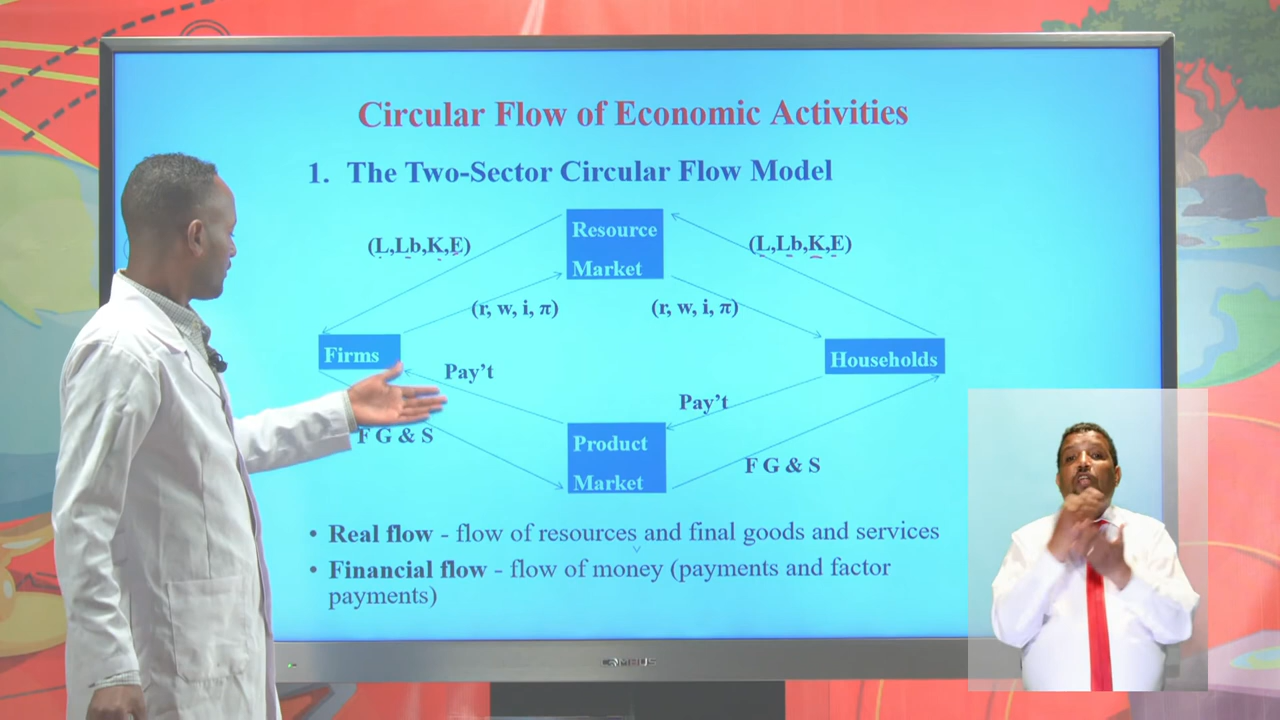 Circular Flow of Economic Activities
1. The Two-Sector Circular Flow Model
Resource
Market
(L,Lb,K,E)
(L,Lb,K,E)
(r, w, i, π)
(r, w, i, π)
Firms
Households
Pay't
Pay't
F G & S
Product
Market
F G & S
• Real flow - flow of resources and final goods and services
• Financial flow - flow of money (payments and factor
payments)